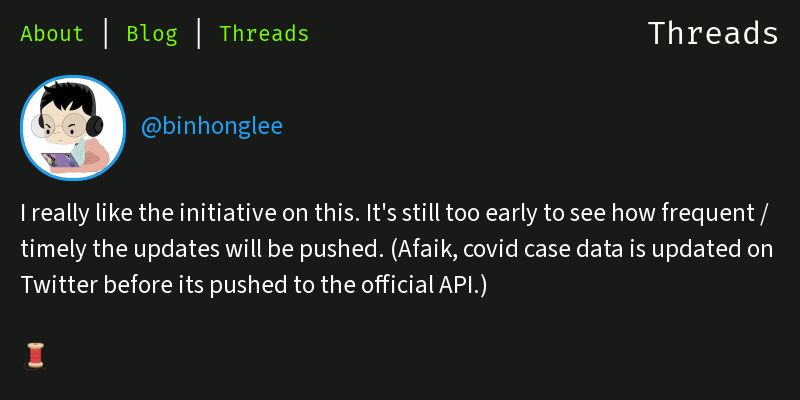 About | Blog | Threads
Threads
@binhonglee
I really like the initiative on this. It's still too early to see how frequent /
timely the updates will be pushed. (Afaik, covid case data is updated on
Twitter before its pushed to the official API.)
🧵